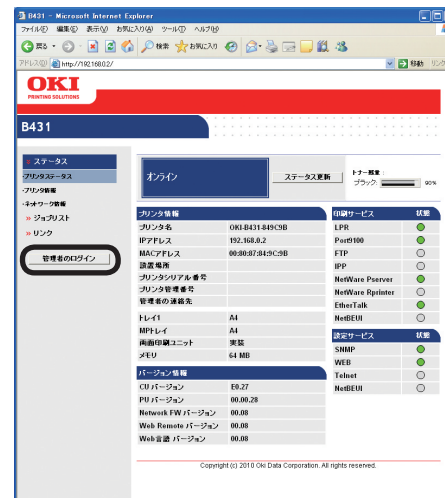 B431 - Microsoft Internet Explorer
ファイル(F) 編集(E) 表示(V) お気に入り(A) ツール(T) ヘルプ(H)
戻る 検索 お気に入り
アドレス(D) http://192.168.0.2/ 移動 リンク
OKI
PRINTING SOLUTIONS
B431
ステータス
・プリンタステータス
・プリンタ情報
・ネットワーク情報
» ジョブリスト
» リンク
管理者のログイン
オンライン
ステータス更新
トナー残量:
ブラック: 90%
プリンタ情報
プリンタ名 OKI-B431-849C9B
IPアドレス 192.168.0.2
MACアドレス 00:80:87:84:9C:9B
設置場所
プリンタシリアル番号
プリンタ管理番号
管理者の連絡先
トレイ1 A4
MPトレイ A4
両面印刷ユニット 実装
メモリ 64 MB
バージョン情報
CU バージョン E0.27
PU バージョン 00.00.28
Network FW バージョン 00.08
Web Remote バージョン 00.08
Web言語 バージョン 00.08
印刷サービス 状態
LPR
Port9100
FTP
IPP
NetWare Pserver
NetWare Rprinter
EtherTalk
NetBEUI
設定サービス 状態
SNMP
WEB
Telnet
NetBEUI
Copyright (c) 2010 Oki Data Corporation. All rights reserved.